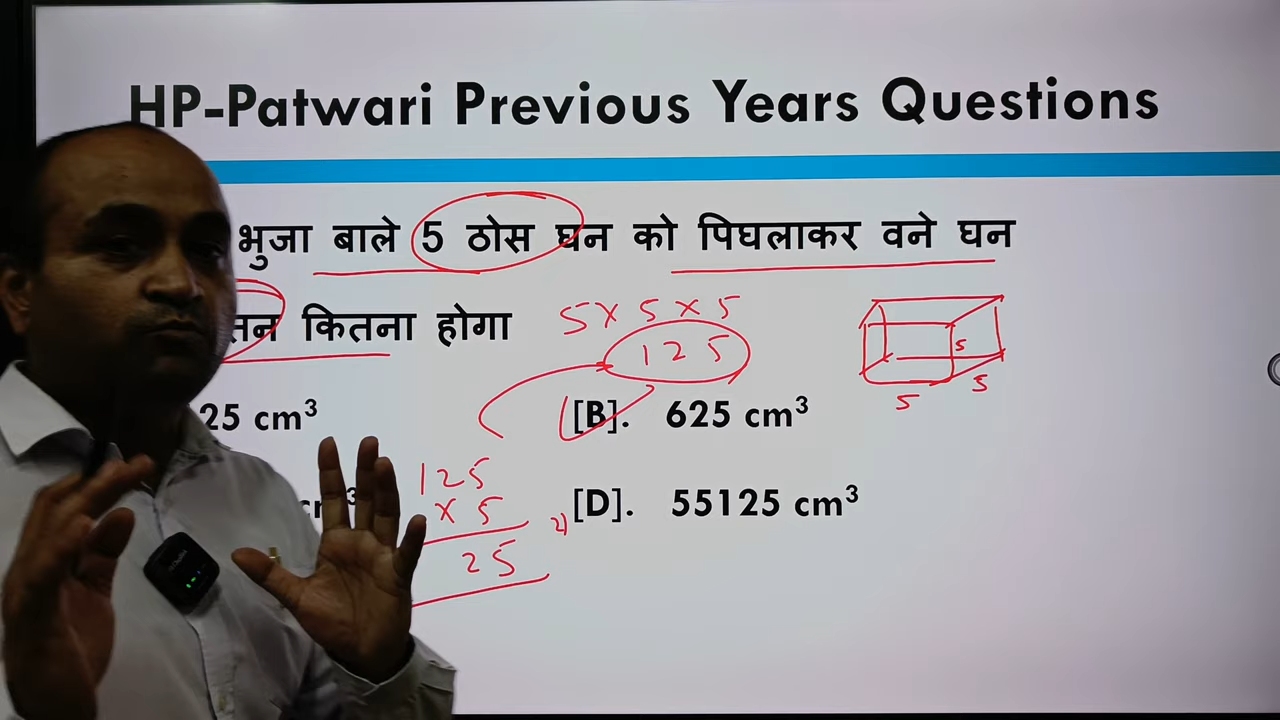 HP-Patwari Previous Years Questions
भुजा बाले 5 ठोस घन को पिघलाकर वने घन
कितना होगा
5 x 5 x 5
125
5
5
5
25 cm³
[B]. 625 cm³
125
x 5
25
[D]. 55125 cm³